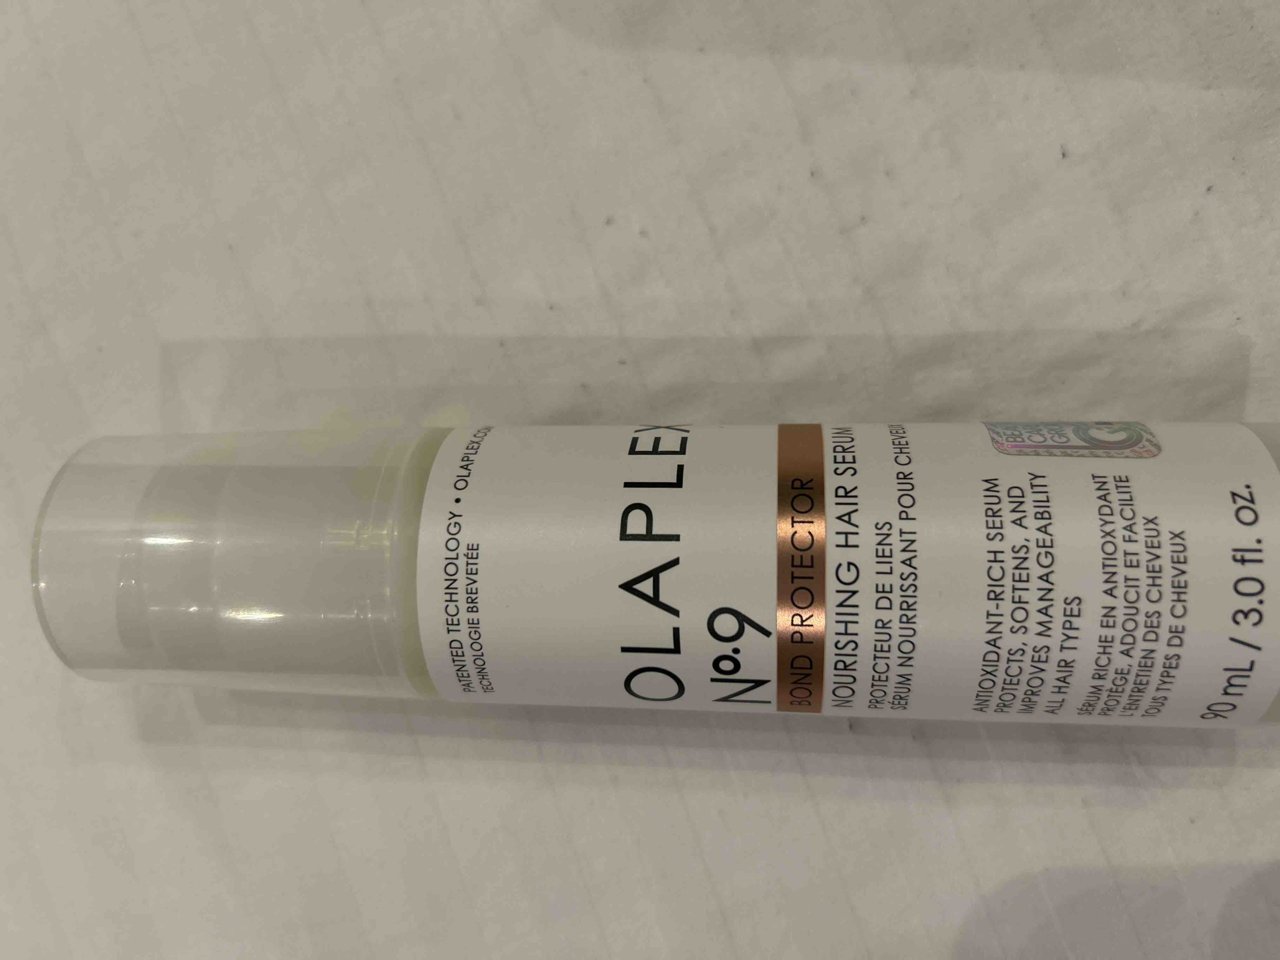 PATENTED TECHNOLOGY • OLAPLEX.CO
TECHNOLOGIE BREVETÉE
OLAPLEX
No.9
BOND PROTECTOR
NOURISHING HAIR SERUM
PROTECTEUR DE LIENS
SÉRUM NOURRISSANT POUR CHEVEU
ANTIOXIDANT-RICH SERUM
PROTECTS, SOFTENS, AND
IMPROVES MANAGEABILITY
ALL HAIR TYPES
SÉRUM RICHE EN ANTIOXYDANT
PROTÈGE, ADOUCIT ET FACILITE
L'ENTRETIEN DES CHEVEUX
TOUS TYPES DE CHEVEUX
90 mL / 3.0 fl. oz.